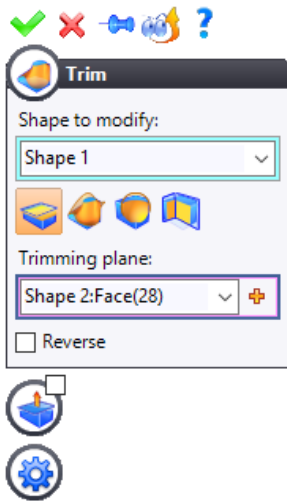 ?
Trim
Shape to modify:
Shape 1
Trimming plane:
Shape 2:Face(28)
Reverse